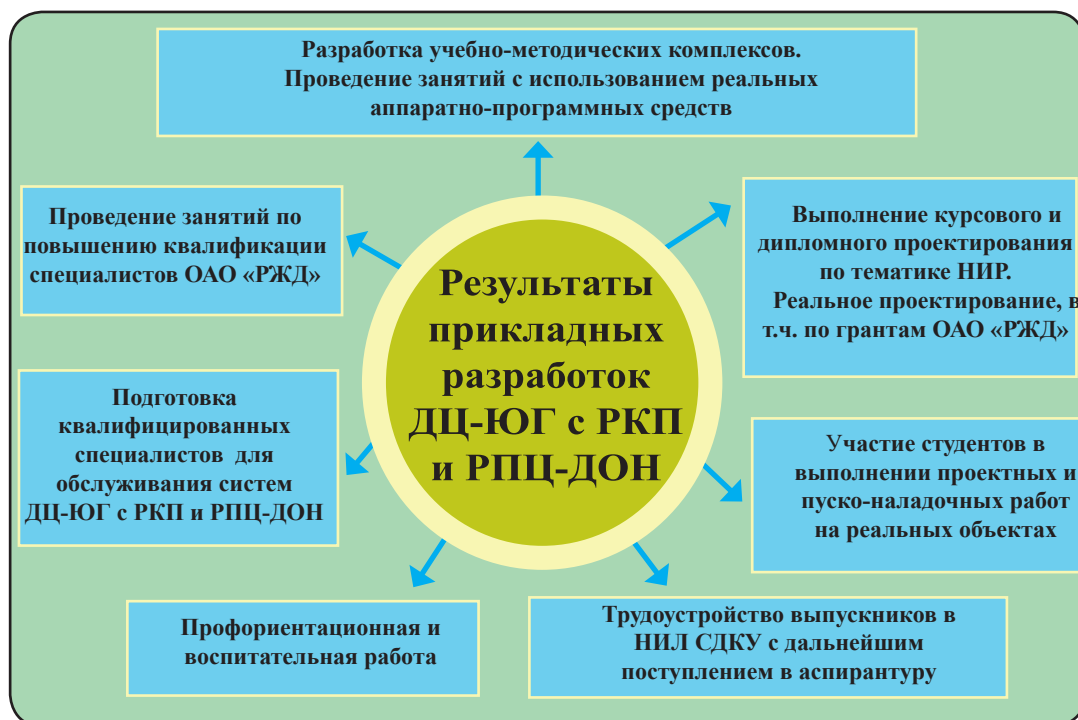 Разработка учебно-методических комплексов.
Проведение занятий с использованием реальных
аппаратно-программных средств
Проведение занятий по
повышению квалификации
специалистов ОАО «РЖД»
Выполнение курсового и
дипломного проектирования
по тематике НИР.
Реальное проектирование, в
т.ч. по грантам ОАО «РЖД»
Результаты
прикладных
разработок
ДЦ-ЮГ с РКП
и РПЦ-ДОН
Подготовка
квалифицированных
специалистов для
обслуживания систем
ДЦ-ЮГ с РКП и РПЦ-ДОН
Участие студентов в
выполнении проектных и
пуско-наладочных работ
на реальных объектах
Профориентационная и
воспитательная работа
Трудоустройство выпускников в
НИЛ СДКУ с дальнейшим
поступлением в аспирантуру